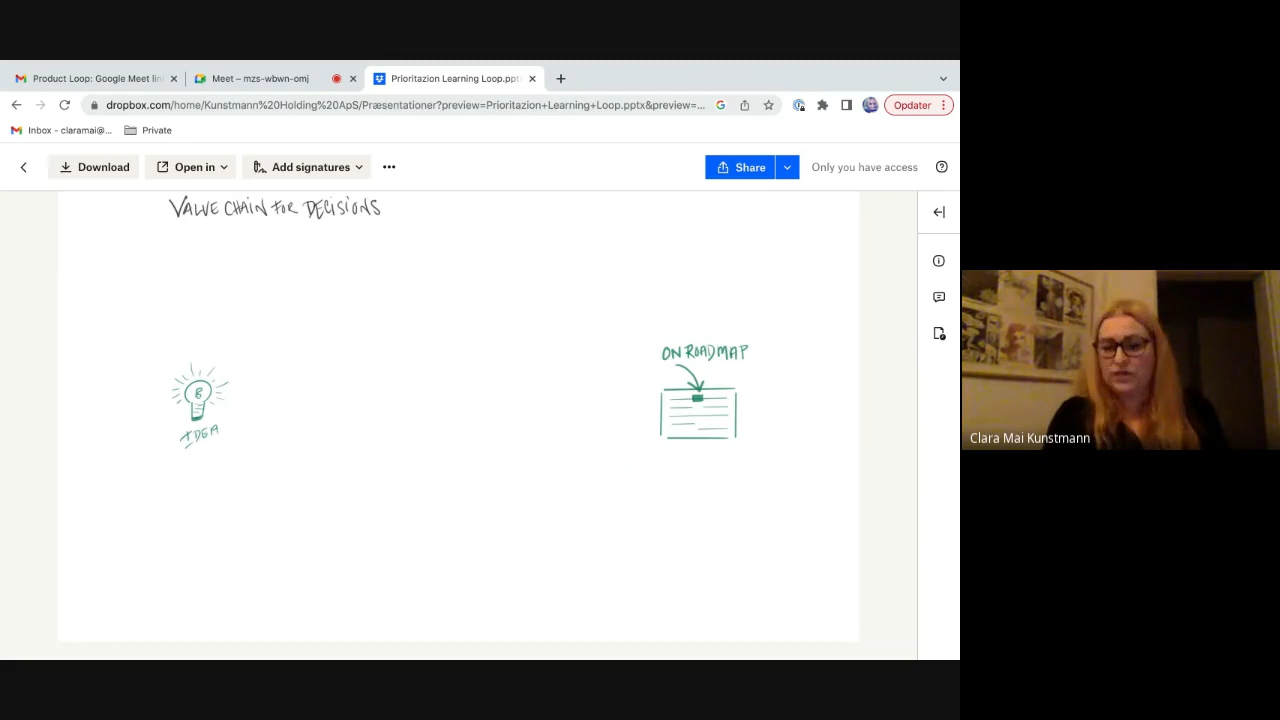 Product Loop: Google Meet lin
Meet – mzs-wbwn-omj
Prioritazion Learning Loop.pptx
dropbox.com/home/Kunstmann%20Holding%20ApS/Præsentationer?preview=Prioritazion+Learning+Loop.pptx&preview=...
Opdater
Inbox - claramai@...
Private
Download
Open in
Add signatures
Share
Only you have access
VALUE CHAIN FOR DECISIONS
ON ROADMAP
IDEA
Clara Mai Kunstmann